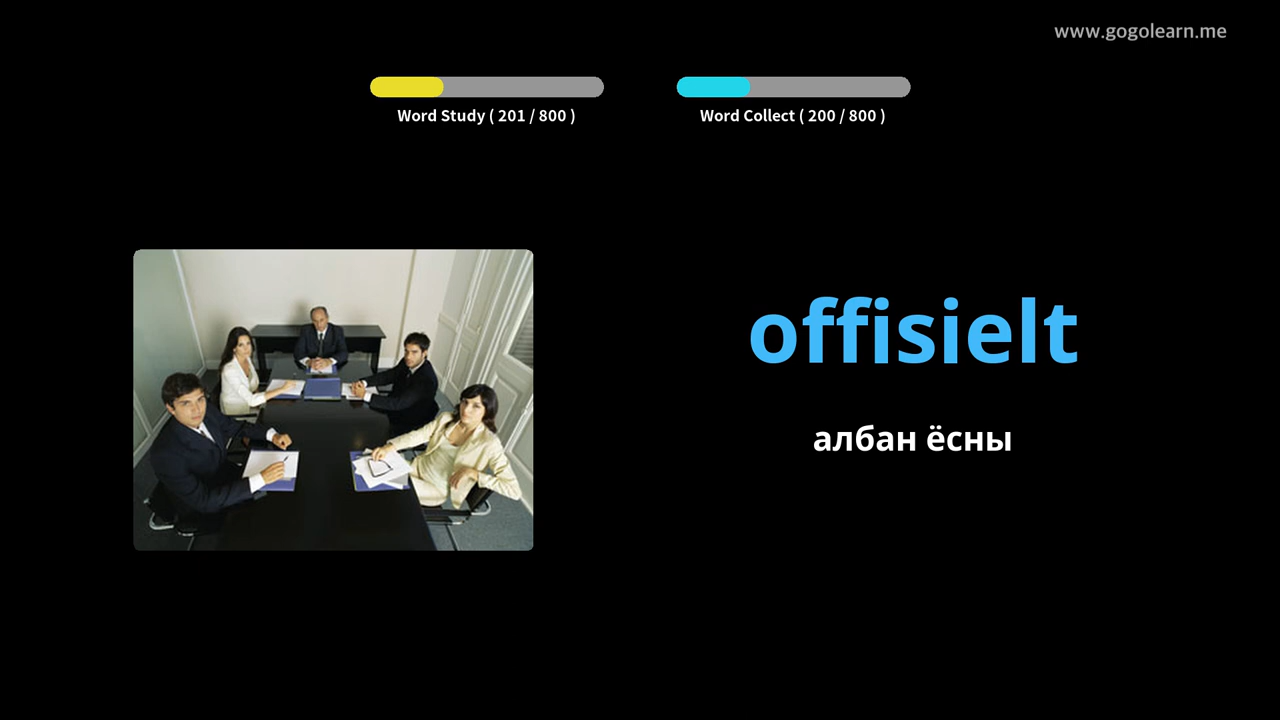 www.gogolearn.me
Word Study ( 201 / 800 )
Word Collect ( 200 / 800 )
offisielt
албан ёсны